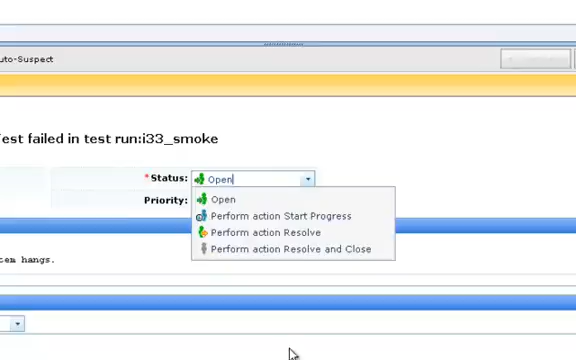 uto-Suspect
est failed in test run:i33_smoke
*Status: Open
Priority:
Open
Perform action Start Progress
Perform action Resolve
Perform action Resolve and Close
tem hangs.